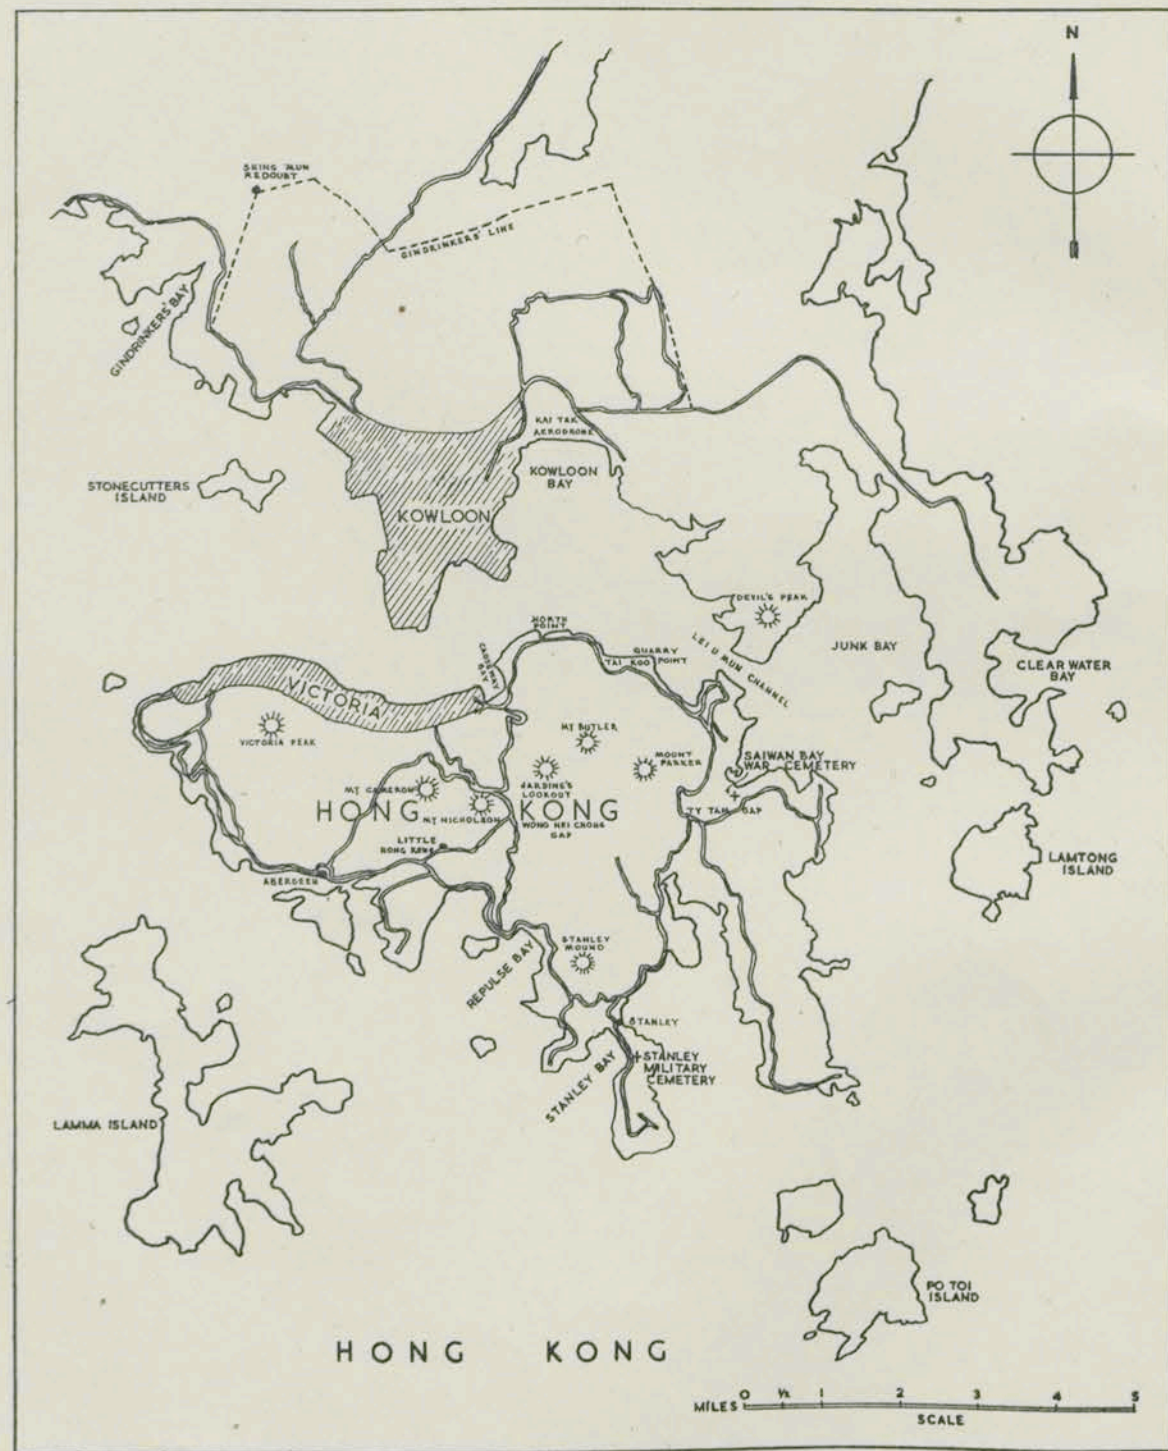 N
SHING MUN
REDOUBT
GINDRINKERS' LINE
GINDRINKERS' BAY
KAI TAK
AERODROME
STONECUTTERS
ISLAND
KOWLOON
BAY
KOWLOON
DEVIL'S PEAK
NORTH
POINT
CAUSEWAY
BAY
QUARRY
POINT
TAI KOO
LEI U MUN CHANNEL
JUNK BAY
CLEAR WATER
BAY
VICTORIA
VICTORIA PEAK
MT BUTLER
MOUNT
PARKER
SAIWAN BAY
WAR CEMETERY
JARDINE'S
LOOKOUT
MT CAMERON
HONG KONG
MT NICHOLSON
WONG NEI CHONG
GAP
TY TAM GAP
LITTLE
HONG KONG
ABERDEEN
LAMTONG
ISLAND
STANLEY
MOUND
REPULSE BAY
STANLEY
STANLEY
MILITARY
CEMETERY
STANLEY BAY
LAMMA ISLAND
PO TOI
ISLAND
HONG KONG
MILES 0 ½ 1 2 3 4 5
SCALE